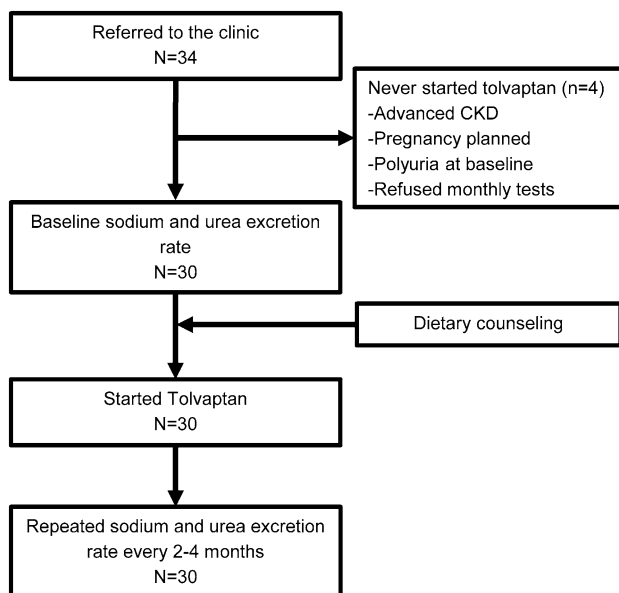 Referred to the clinic
N=34
Never started tolvaptan (n=4)
-Advanced CKD
-Pregnancy planned
-Polyuria at baseline
-Refused monthly tests
Baseline sodium and urea excretion
rate
N=30
Dietary counseling
Started Tolvaptan
N=30
Repeated sodium and urea excretion
rate every 2-4 months
N=30